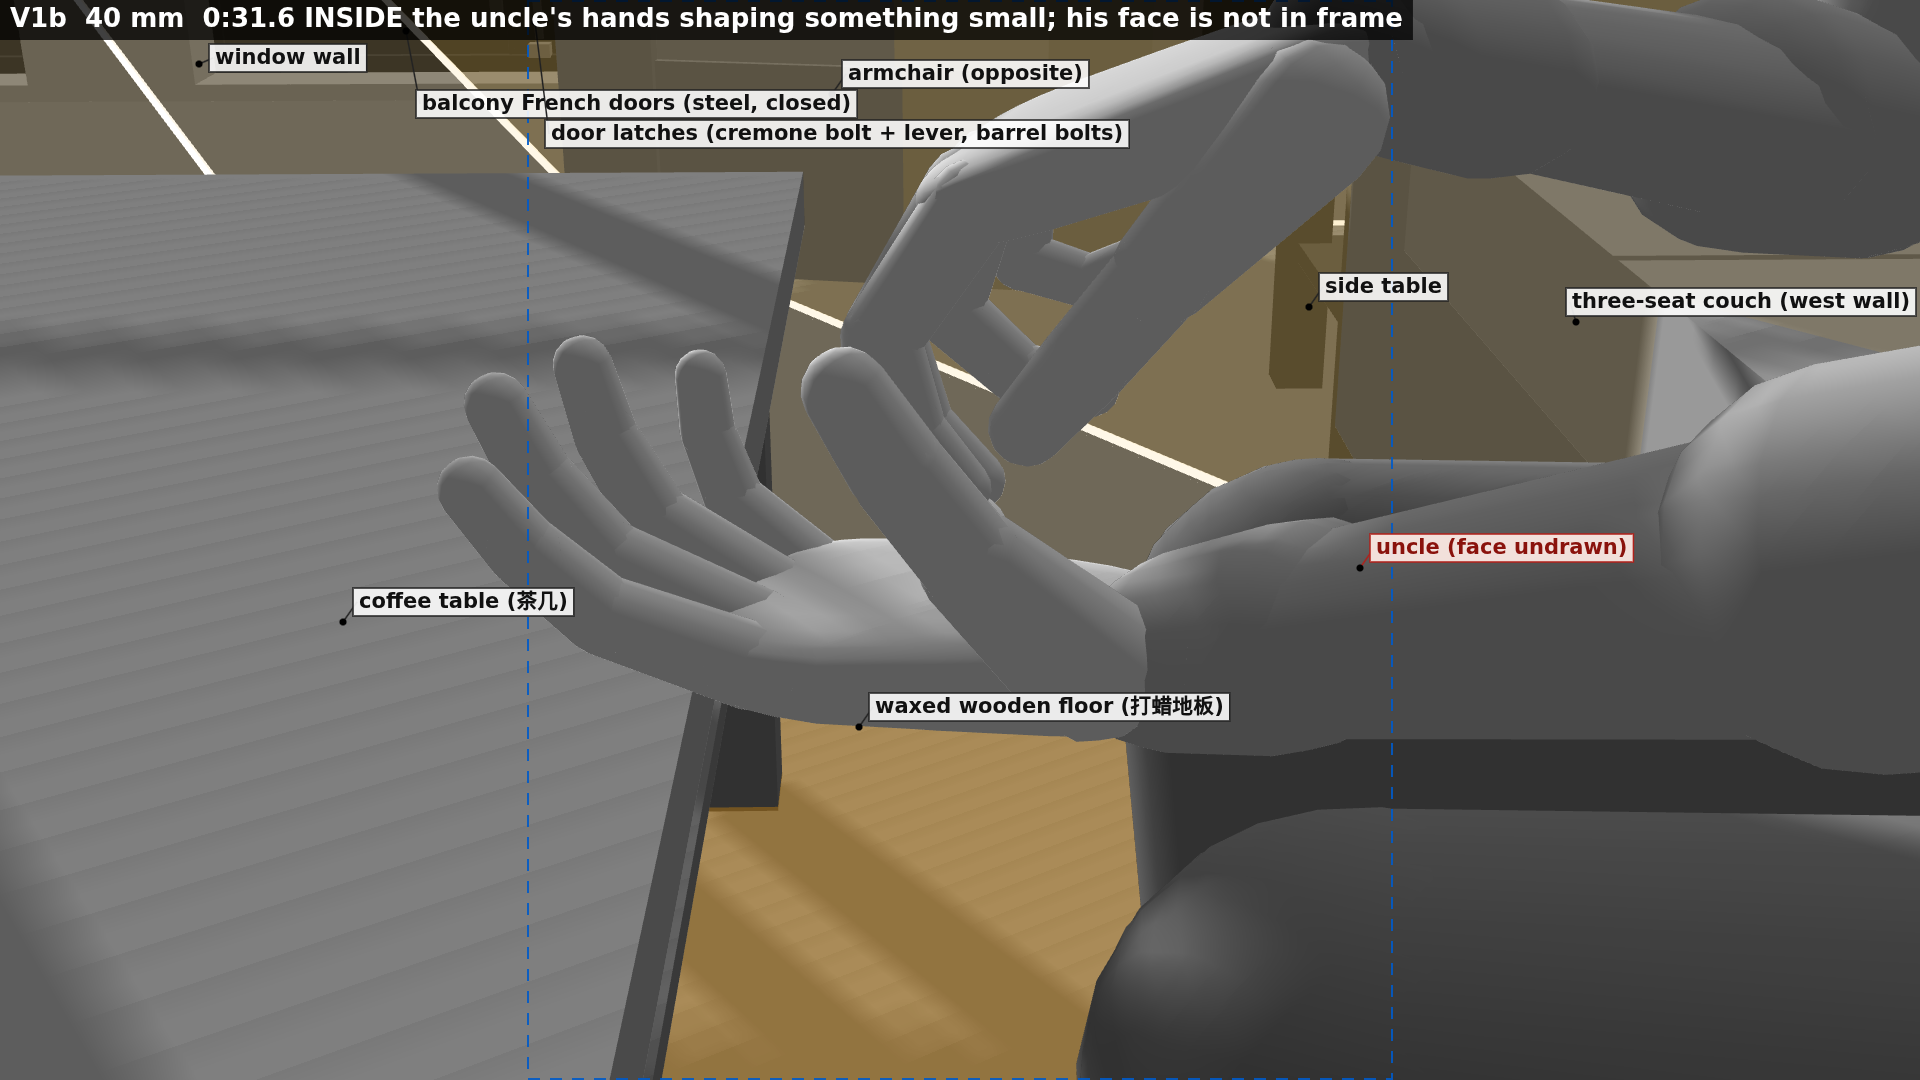 V1b 40 mm 0:31.6 INSIDE the uncle's hands shaping something small; his face is not in frame
window wall
armchair (opposite)
balcony French doors (steel, closed)
door latches (cremone bolt + lever, barrel bolts)
side table
three-seat couch (west wall)
uncle (face undrawn)
coffee table (茶几)
waxed wooden floor (打蜡地板)